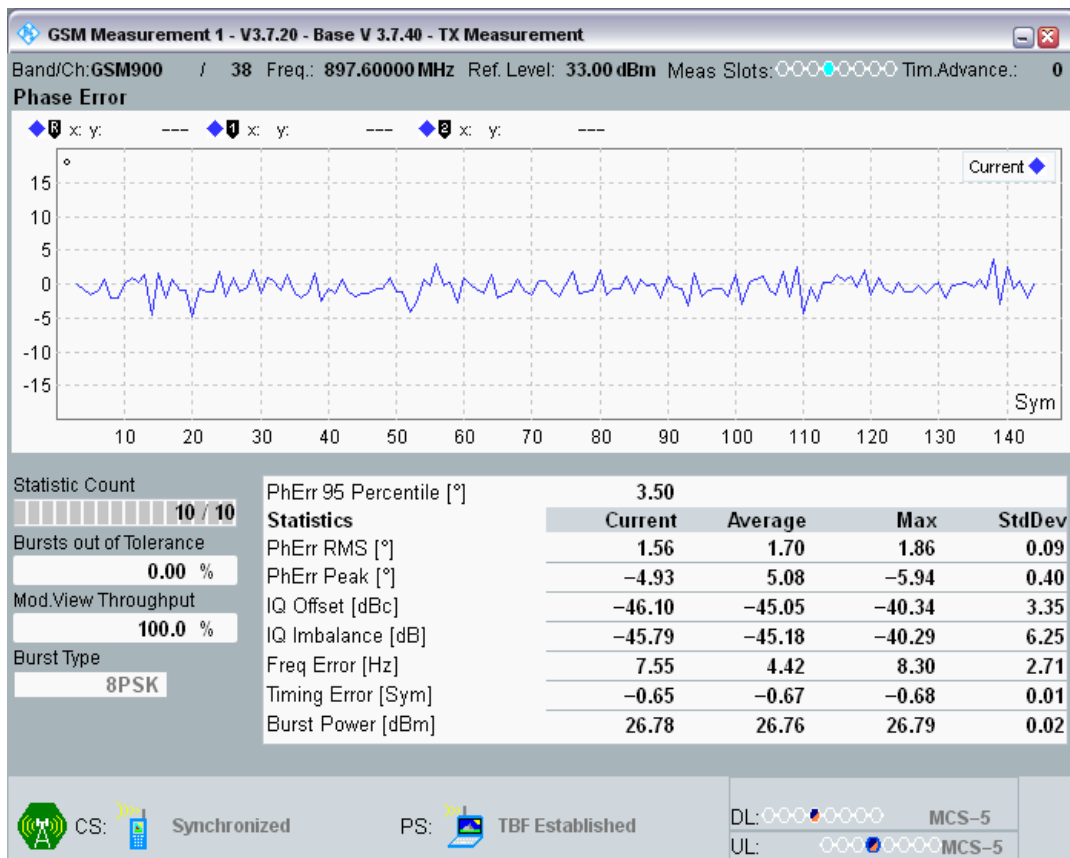 GSM Measurement 1 - V3.7.20 - Base V 3.7.40 - TX Measurement
Band/Ch:GSM900 / 38 Freq.: 897.60000 MHz Ref. Level: 33.00 dBm Meas Slots: Tim.Advance.: 0
Phase Error
R x: y: --- 1 x: y: --- 2 x: y: ---
° Current
15
10
5
0
-5
-10
-15
Sym
10 20 30 40 50 60 70 80 90 100 110 120 130 140
Statistic Count
10 / 10
Bursts out of Tolerance
0.00 %
Mod.View Throughput
100.0 %
Burst Type
8PSK
PhErr 95 Percentile [°] 3.50
Statistics Current Average Max StdDev
PhErr RMS [°] 1.56 1.70 1.86 0.09
PhErr Peak [°] −4.93 5.08 −5.94 0.40
IQ Offset [dBc] −46.10 −45.05 −40.34 3.35
IQ Imbalance [dB] −45.79 −45.18 −40.29 6.25
Freq Error [Hz] 7.55 4.42 8.30 2.71
Timing Error [Sym] −0.65 −0.67 −0.68 0.01
Burst Power [dBm] 26.78 26.76 26.79 0.02
CS: Synchronized PS: TBF Established
DL: MCS−5
UL: MCS−5